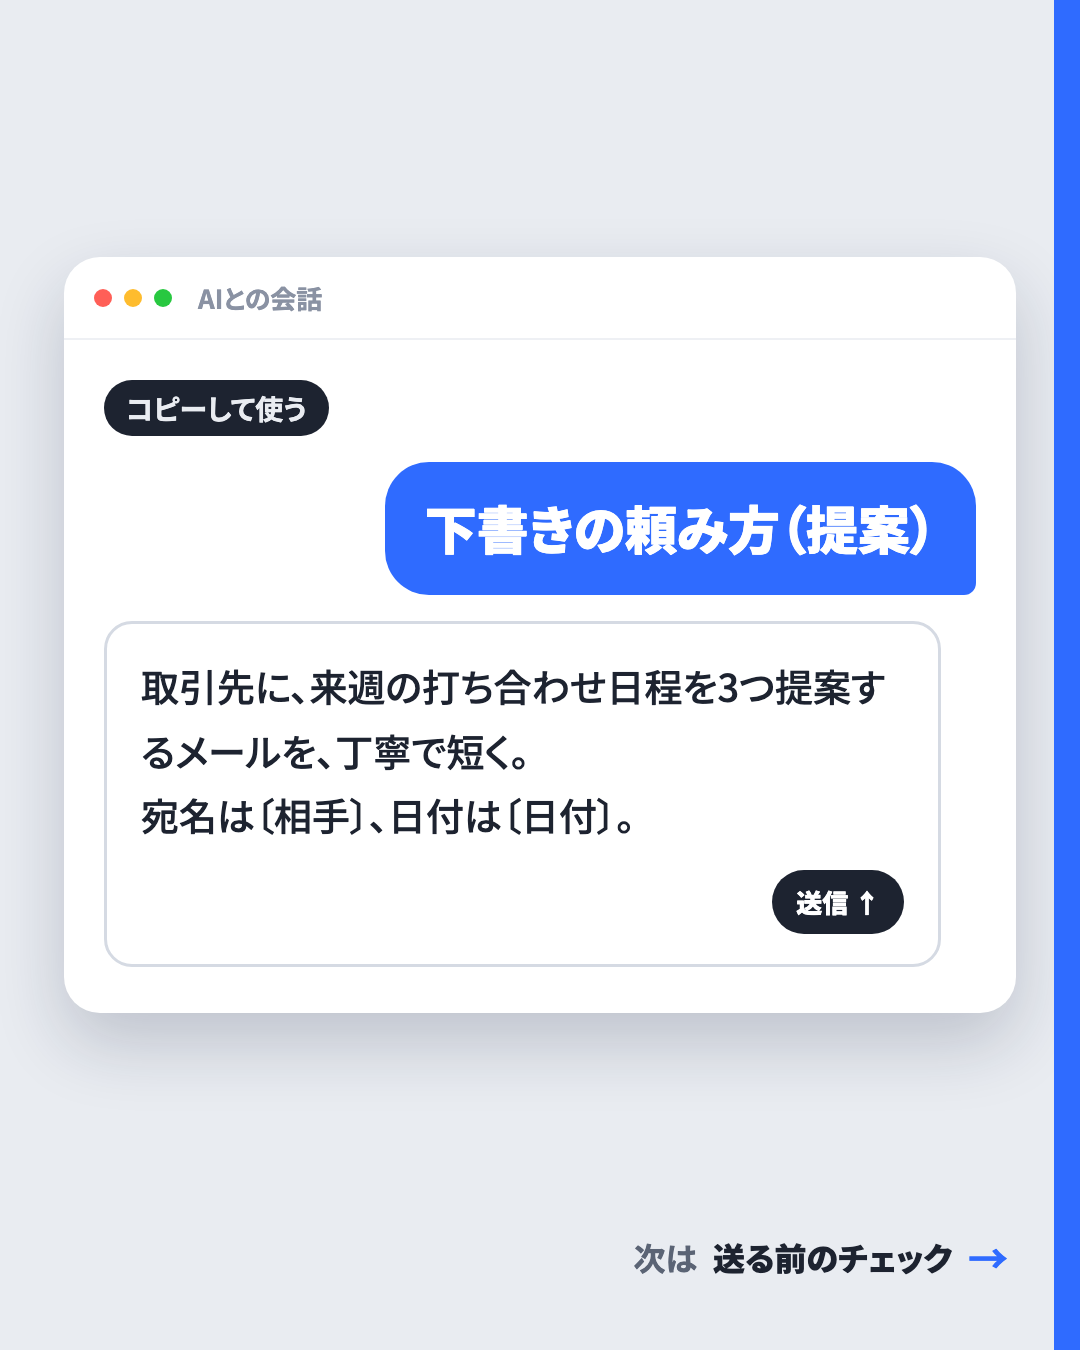 AIとの会話
コピーして使う
下書きの頼み方（提案）
取引先に、来週の打ち合わせ日程を3つ提案す
るメールを、丁寧で短く。
宛名は〔相手〕、日付は〔日付〕。
送信 ↑
次は 送る前のチェック →